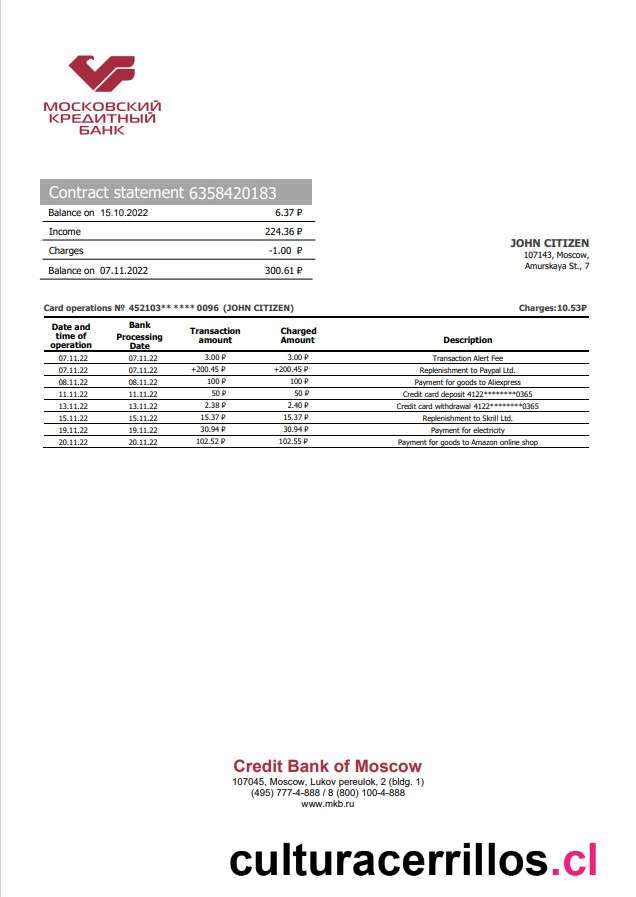 МОСКОВСКИЙ
КРЕДИТНЫЙ
БАНК
Contract statement 6358420183
Balance on 15.10.2022 6.37 ₽
Income 224.36 ₽
Charges -1.00 ₽
Balance on 07.11.2022 300.61 ₽
JOHN CITIZEN
107143, Moscow,
Amurskaya St., 7
Card operations № 452103** **** 0096 (JOHN CITIZEN) Charges:10.53₽
Date and time of operation Bank Processing Date Transaction amount Charged Amount Description
07.11.22 07.11.22 3.00 ₽ 3.00 ₽ Transaction Alert Fee
07.11.22 07.11.22 +200.45 ₽ +200.45 ₽ Replenishment to Paypal Ltd.
08.11.22 08.11.22 100 ₽ 100 ₽ Payment for goods to Aliexpress
11.11.22 11.11.22 50 ₽ 50 ₽ Credit card deposit 4122********0365
13.11.22 13.11.22 2.38 ₽ 2.40 ₽ Credit card withdrawal 4122********0365
15.11.22 15.11.22 15.37 ₽ 15.37 ₽ Replenishment to Skrill Ltd.
19.11.22 19.11.22 30.94 ₽ 30.94 ₽ Payment for electricity
20.11.22 20.11.22 102.52 ₽ 102.55 ₽ Payment for goods to Amazon online shop
Credit Bank of Moscow
107045, Moscow, Lukov pereulok, 2 (bldg. 1)
(495) 777-4-888 / 8 (800) 100-4-888
www.mkb.ru
culturacerrillos.cl